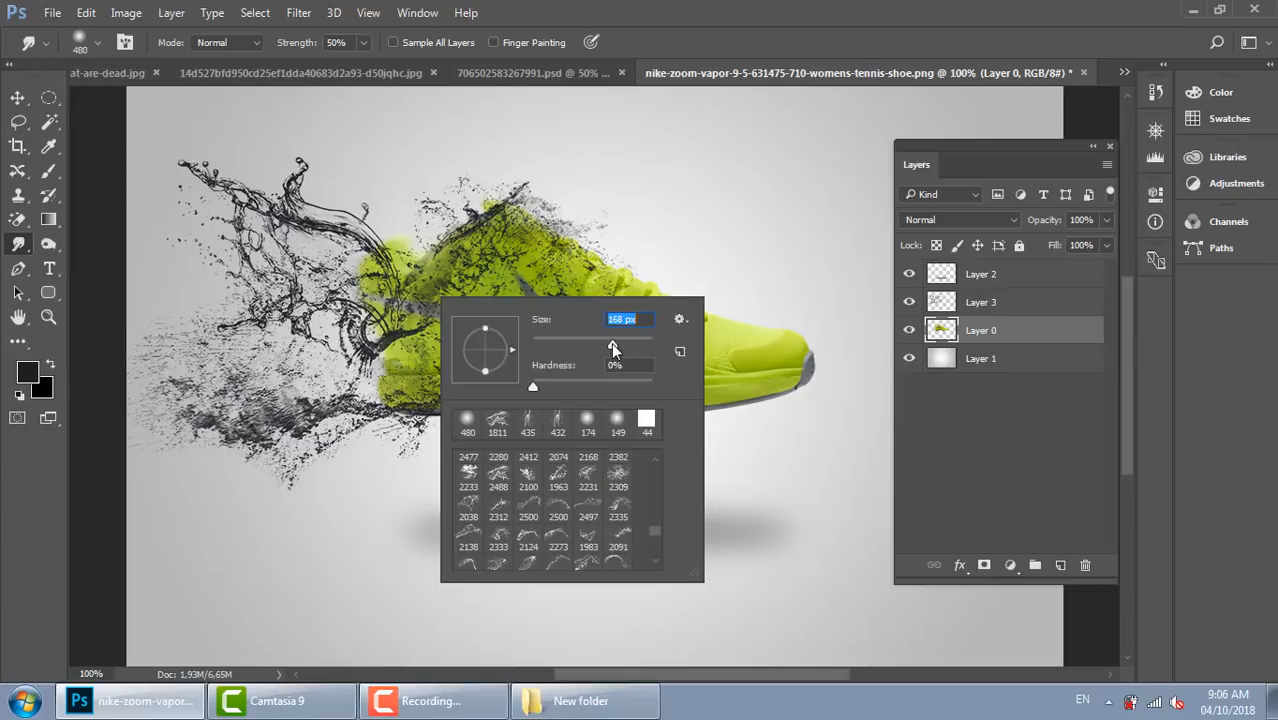 Ps File Edit Image Layer Type Select Filter 3D View Window Help
480 Mode: Normal Strength: 50% Sample All Layers Finger Painting
at-are-dead.jpg × 14d527bfd950cd25ef1dda40683d2a93-d50jqhc.jpg × 706502583267991.psd @ 50% ... × nike-zoom-vapor-9-5-631475-710-womens-tennis-shoe.png @ 100% (Layer 0, RGB/8#) * ×
Layers
Kind
Normal Opacity: 100%
Lock: Fill: 100%
Layer 2
Layer 3
Layer 0
Layer 1
fx
Color
Swatches
Libraries
Adjustments
Channels
Paths
Size: 168 px
Hardness: 0%
480 1811 435 432 174 149 44
2477 2280 2412 2074 2168 2382
2233 2488 2100 1963 2231 2309
2038 2312 2500 2500 2497 2335
2138 2333 2124 2273 1983 2091
100% Doc: 1,93M/6,65M
Ps nike-zoom-vapor... Camtasia 9 Recording... New folder EN 9:06 AM
04/10/2018